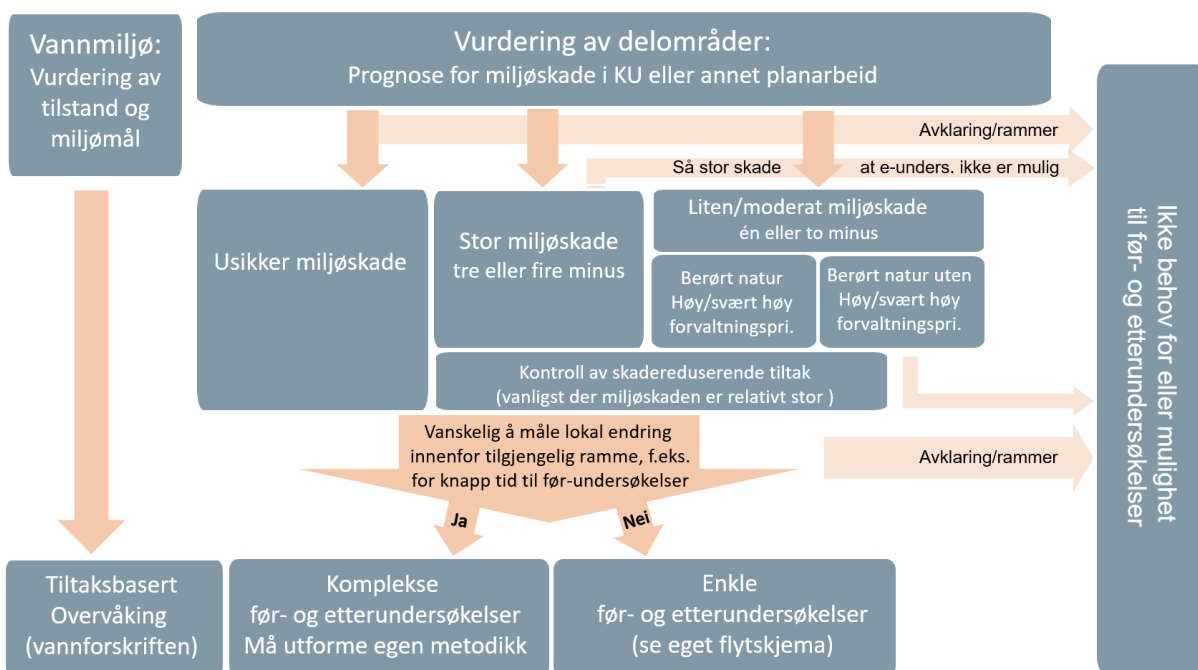 Vannmiljø:
Vurdering av
tilstand og
miljømål
Vurdering av delområder:
Prognose for miljøskade i KU eller annet planarbeid
Avklaring/rammer
Så stor skade at e-unders. ikke er mulig
Usikker miljøskade
Stor miljøskade
tre eller fire minus
Liten/moderat miljøskade
én eller to minus
Berørt natur
Høy/svært høy
forvaltningspri.
Berørt natur uten
Høy/svært høy
forvaltningspri.
Kontroll av skadereduserende tiltak
(vanligst der miljøskaden er relativt stor )
Vanskelig å måle lokal endring
innenfor tilgjengelig ramme, f.eks.
for knapp tid til før-undersøkelser
Avklaring/rammer
Ja
Nei
Tiltaksbasert
Overvåking
(vannforskriften)
Komplekse
før- og etterundersøkelser
Må utforme egen metodikk
Enkle
før- og etterundersøkelser
(se eget flytskjema)
Ikke behov for eller mulighet
til før- og etterundersøkelser